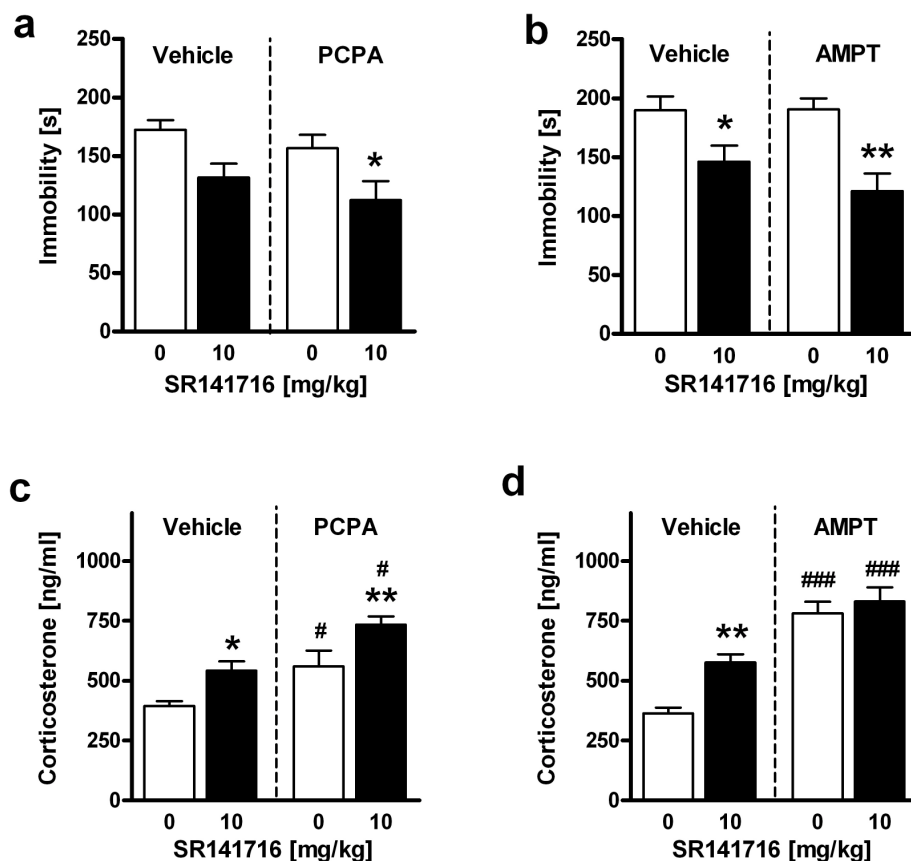 a
Immobility [s]
250
200
150
100
50
0
Vehicle
PCPA
*
0 10 0 10
SR141716 [mg/kg]
b
Immobility [s]
250
200
150
100
50
0
Vehicle
AMPT
*
**
0 10 0 10
SR141716 [mg/kg]
c
Corticosterone [ng/ml]
1000
750
500
250
0
Vehicle
PCPA
*
#
#
**
0 10 0 10
SR141716 [mg/kg]
d
Corticosterone [ng/ml]
1000
750
500
250
0
Vehicle
AMPT
**
###
###
0 10 0 10
SR141716 [mg/kg]